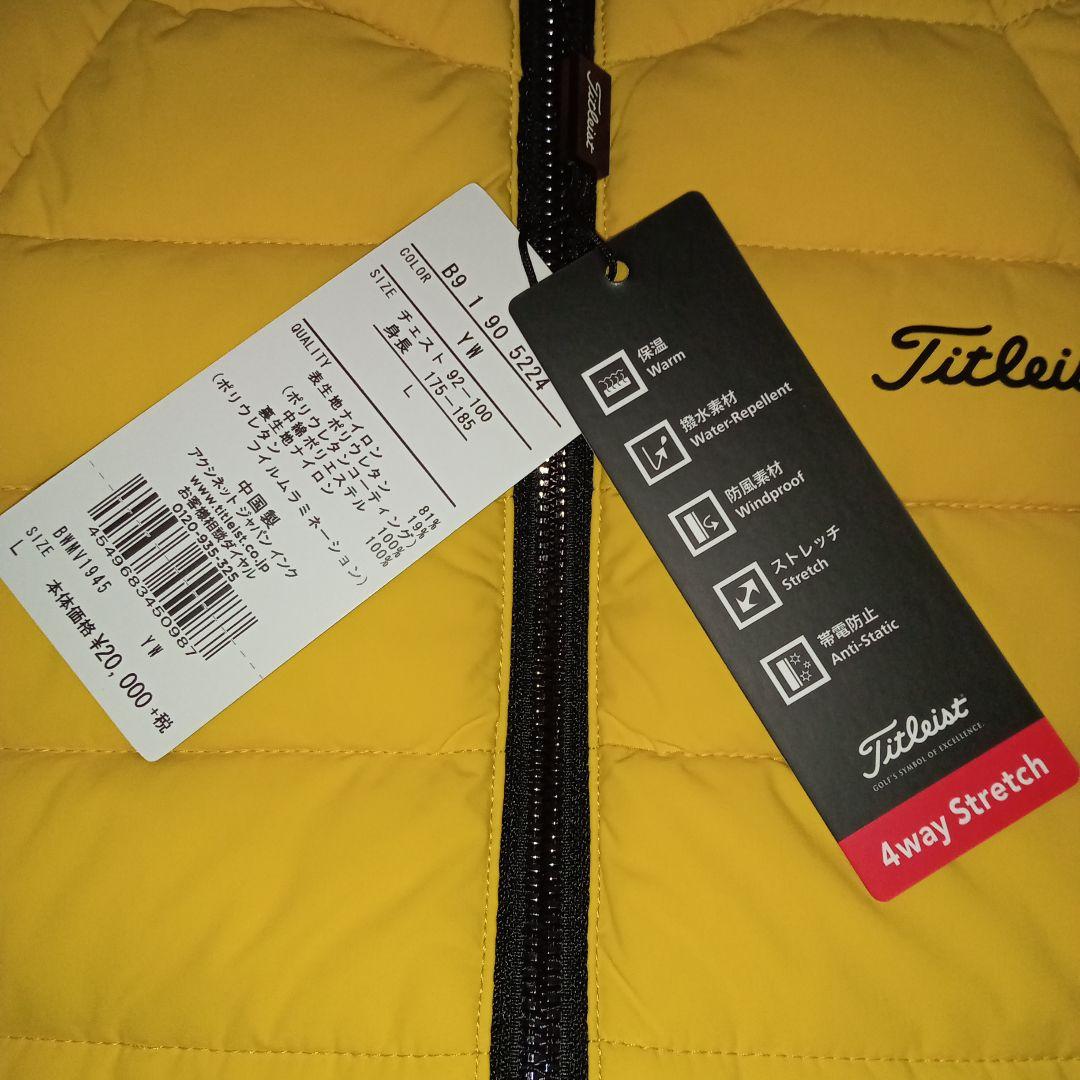 Titleist
B9 1 90 5224
COLOR YW
SIZE チェスト 92-100
身長 175-185
L
QUALITY 表生地ナイロン 81%
ポリウレタン 19%
(ポリウレタンコーティング)
中綿ポリエステル 100%
裏生地ナイロン 100%
(ポリウレタンフイルムラミネーション)
中国製
アクシネットジャパンインク
www.titleist.co.jp
お客様相談ダイヤル
0120-935-325
4549683450987
BWMV1945 YW
SIZE
L
本体価格 ¥20,000+税
保温
Warm
撥水素材
Water-Repellent
防風素材
Windproof
ストレッチ
Stretch
帯電防止
Anti-Static
Titleist
GOLF'S SYMBOL OF EXCELLENCE.
4way Stretch
Titleis